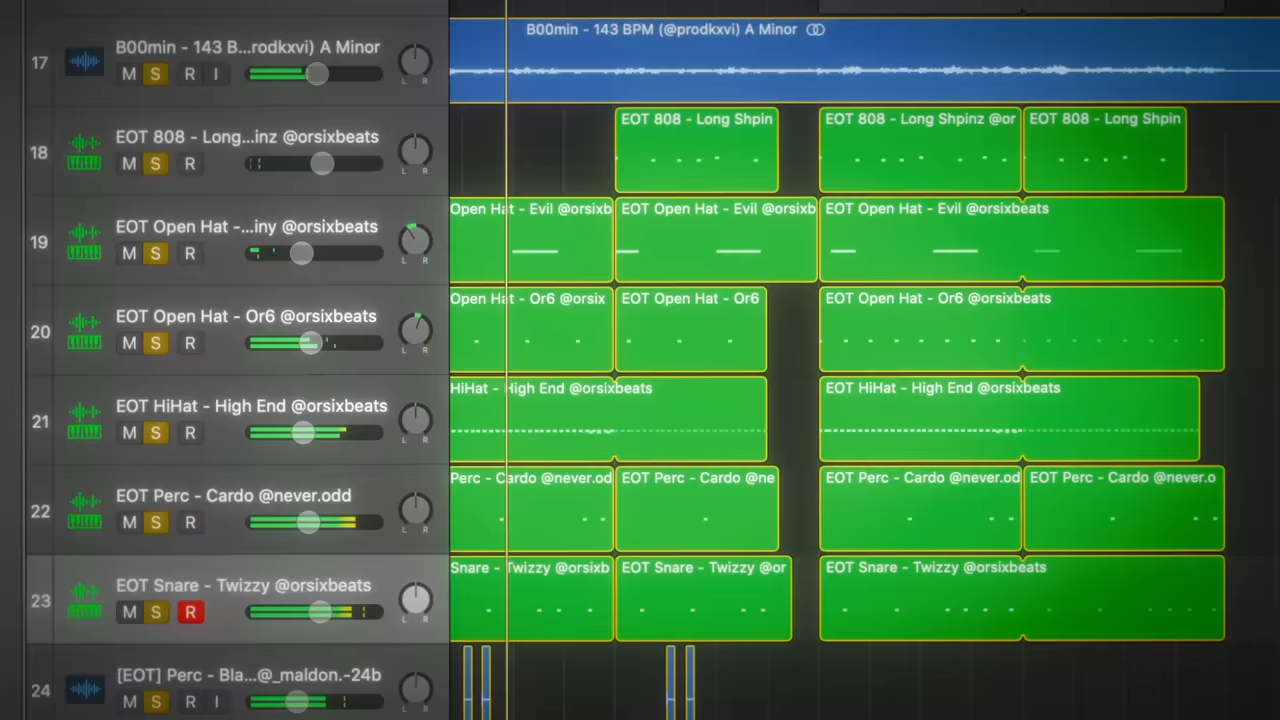 17
B00min - 143 B...rodkxvi) A Minor
M S R I
L R
B00min - 143 BPM (@prodkxvi) A Minor
18
EOT 808 - Long...inz @orsixbeats
M S R
L R
EOT 808 - Long Shpin
EOT 808 - Long Shpinz @or
EOT 808 - Long Shpin
19
EOT Open Hat -...iny @orsixbeats
M S R
L R
Open Hat - Evil @orsixb
EOT Open Hat - Evil @orsixb
EOT Open Hat - Evil @orsixbeats
20
EOT Open Hat - Or6 @orsixbeats
M S R
L R
Open Hat - Or6 @orsix
EOT Open Hat - Or6
EOT Open Hat - Or6 @orsixbeats
21
EOT HiHat - High End @orsixbeats
M S R
L R
HiHat - High End @orsixbeats
EOT HiHat - High End @orsixbeats
22
EOT Perc - Cardo @never.odd
M S R
L R
Perc - Cardo @never.od
EOT Perc - Cardo @ne
EOT Perc - Cardo @never.od
EOT Perc - Cardo @never.o
23
EOT Snare - Twizzy @orsixbeats
M S R
L R
Snare - Twizzy @orsixb
EOT Snare - Twizzy @or
EOT Snare - Twizzy @orsixbeats
24
[EOT] Perc - Bla...@_maldon.-24b
M S R I
L R